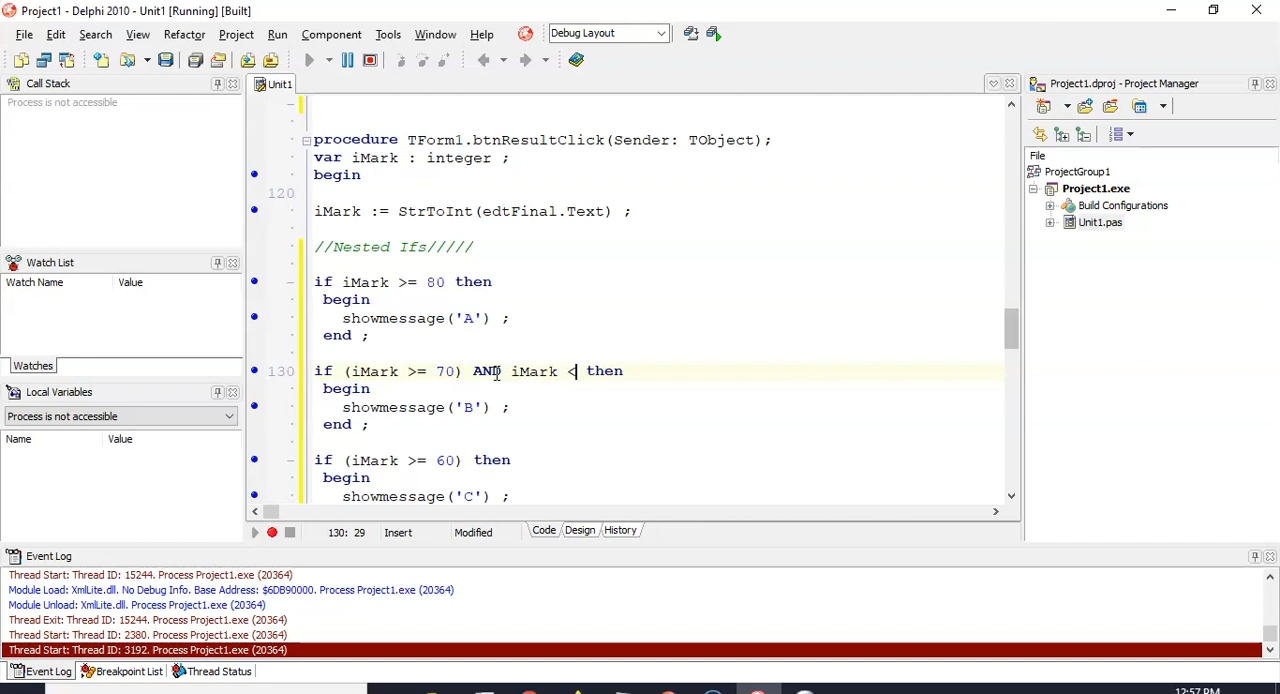 Project1 - Delphi 2010 - Unit1 [Running] [Built]
File Edit Search View Refactor Project Run Component Tools Window Help Debug Layout
Call Stack
Process is not accessible
Unit1
Project1.dproj - Project Manager
File
ProjectGroup1
Project1.exe
Build Configurations
Unit1.pas
procedure TForm1.btnResultClick(Sender: TObject);
var iMark : integer ;
begin
120
iMark := StrToInt(edtFinal.Text) ;
//Nested Ifs/////
if iMark >= 80 then
begin
showmessage('A') ;
end ;
130 if (iMark >= 70) AND iMark < then
begin
showmessage('B') ;
end ;
if (iMark >= 60) then
begin
showmessage('C') ;
Watch List
Watch Name Value
Watches
Local Variables
Process is not accessible
Name Value
130: 29 Insert Modified Code Design History
Event Log
Thread Start: Thread ID: 15244. Process Project1.exe (20364)
Module Load: XmlLite.dll. No Debug Info. Base Address: $6DB90000. Process Project1.exe (20364)
Module Unload: XmlLite.dll. Process Project1.exe (20364)
Thread Exit: Thread ID: 15244. Process Project1.exe (20364)
Thread Start: Thread ID: 2380. Process Project1.exe (20364)
Thread Start: Thread ID: 3192. Process Project1.exe (20364)
Event Log Breakpoint List Thread Status
12:57 PM